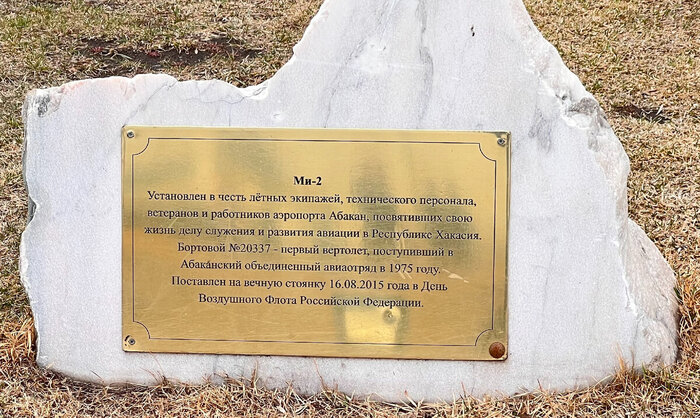 Ми-2
Установлен в честь лётных экипажей, технического персонала,
ветеранов и работников аэропорта Абакан, посвятивших свою
жизнь делу служения и развития авиации в Республике Хакасия.
Бортовой №20337 - первый вертолет, поступивший в
Абака́нский объединенный авиаотряд в 1975 году.
Поставлен на вечную стоянку 16.08.2015 года в День
Воздушного Флота Российской Федерации.